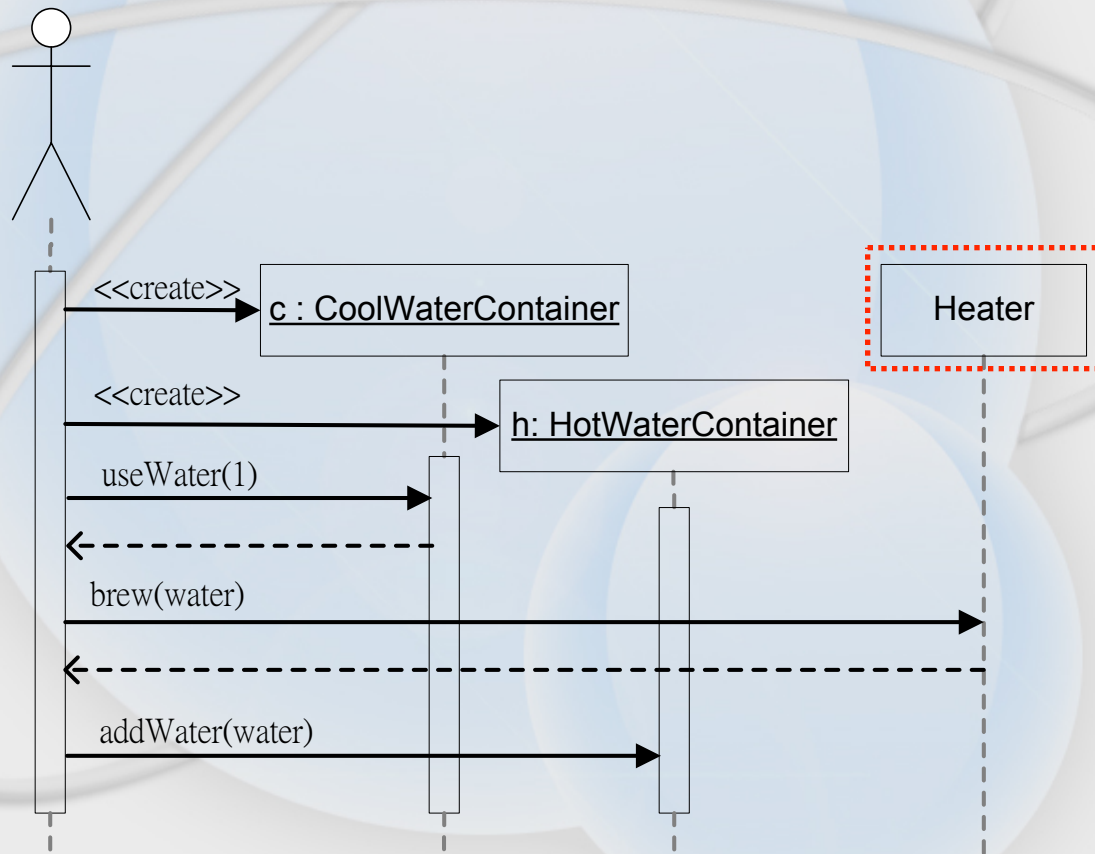 <<create>>
c : CoolWaterContainer
Heater
<<create>>
h: HotWaterContainer
useWater(1)
brew(water)
addWater(water)